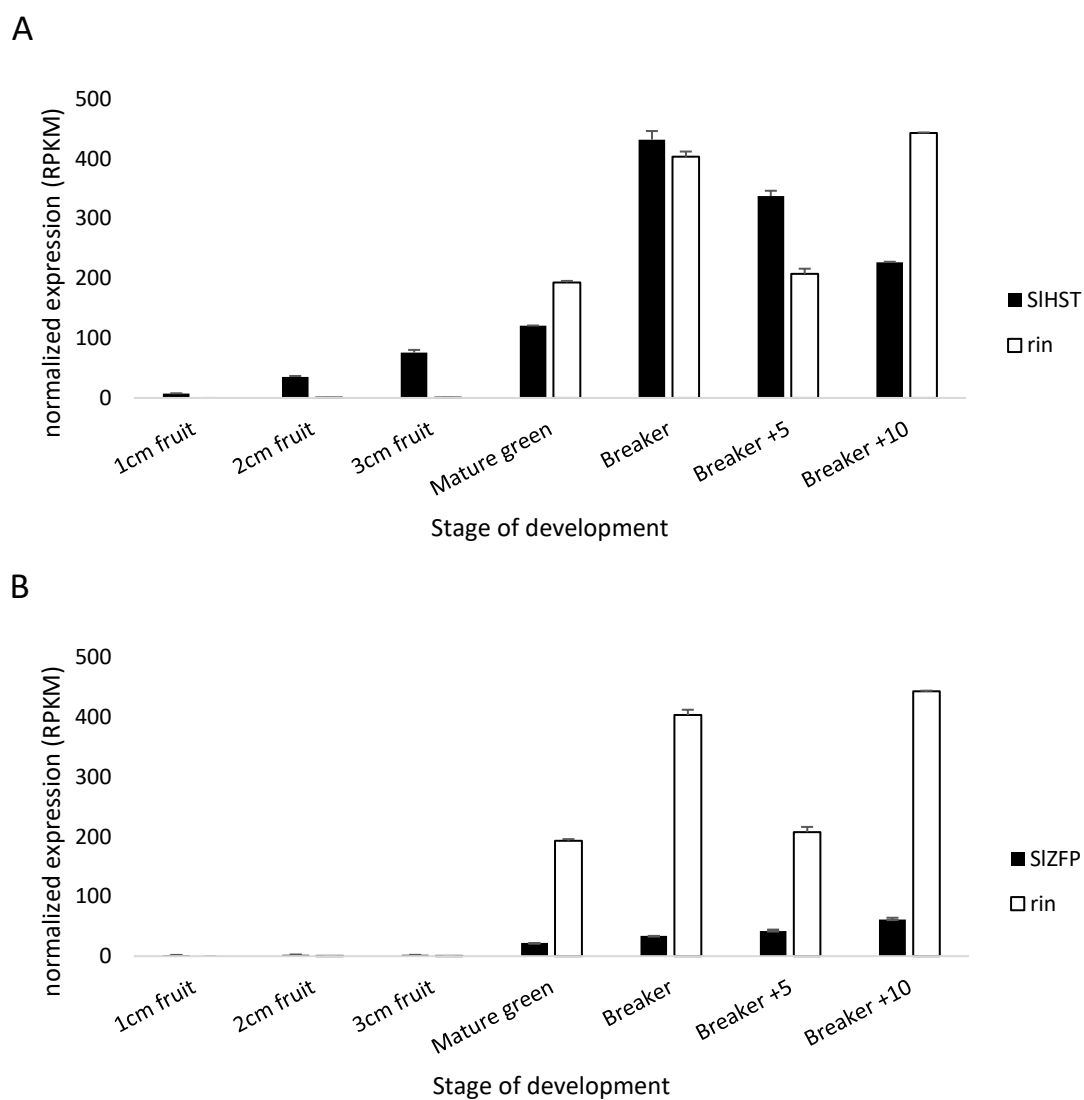 A
normalized expression (RPKM)
500
400
300
200
100
0
1cm fruit
2cm fruit
3cm fruit
Mature green
Breaker
Breaker +5
Breaker +10
Stage of development
SlHST
rin
B
normalized expression (RPKM)
500
400
300
200
100
0
1cm fruit
2cm fruit
3cm fruit
Mature green
Breaker
Breaker +5
Breaker +10
Stage of development
SlZFP
rin